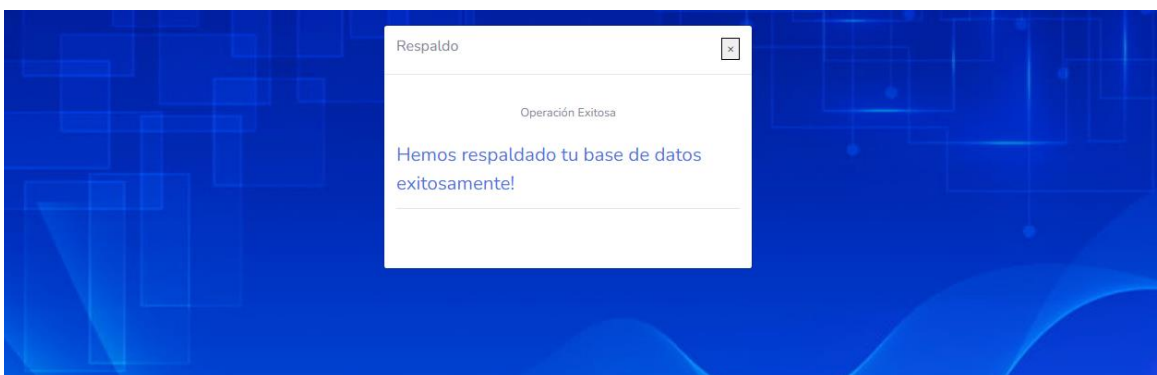 Respaldo
×
Operación Exitosa
Hemos respaldado tu base de datos
exitosamente!